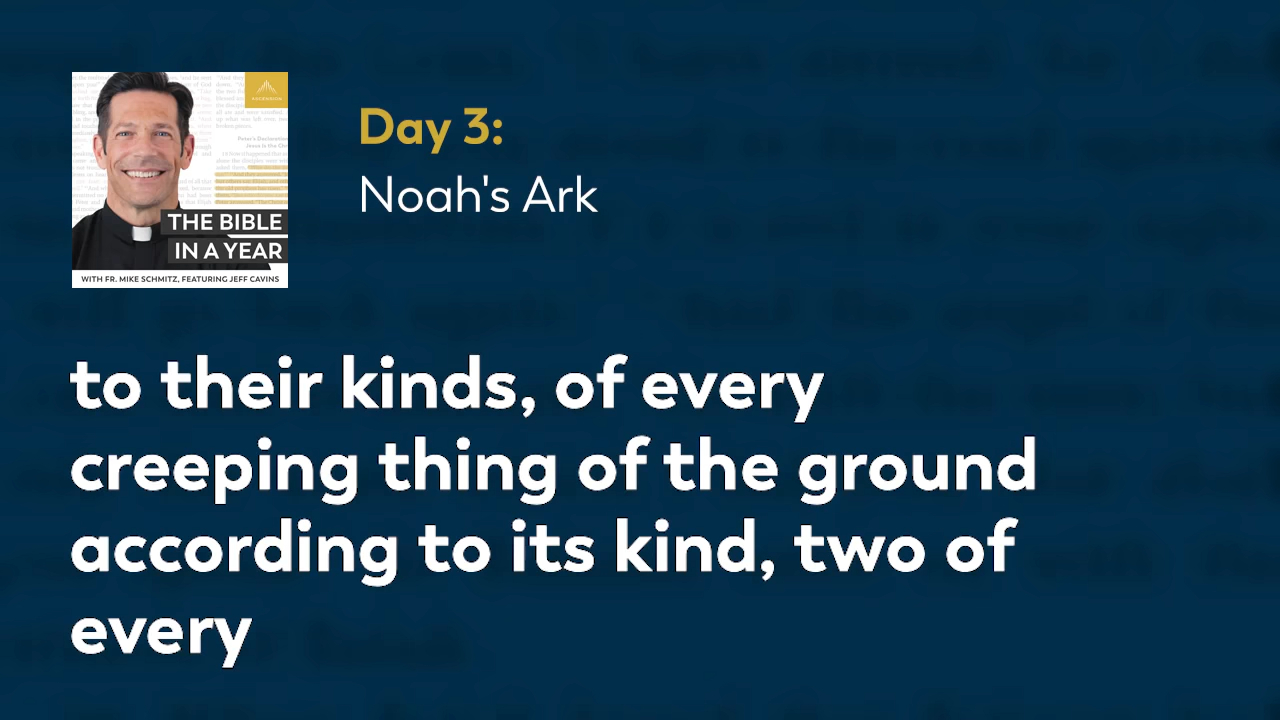 Day 3:
Noah's Ark
THE BIBLE
IN A YEAR
WITH FR. MIKE SCHMITZ, FEATURING JEFF CAVINS
to their kinds, of every
creeping thing of the ground
according to its kind, two of
every